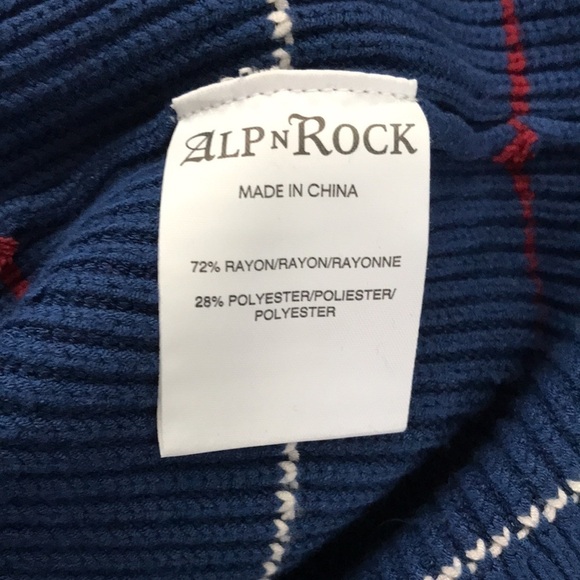 ALPNROCK
MADE IN CHINA
72% RAYON/RAYON/RAYONNE
28% POLYESTER/POLIESTER/
POLYESTER